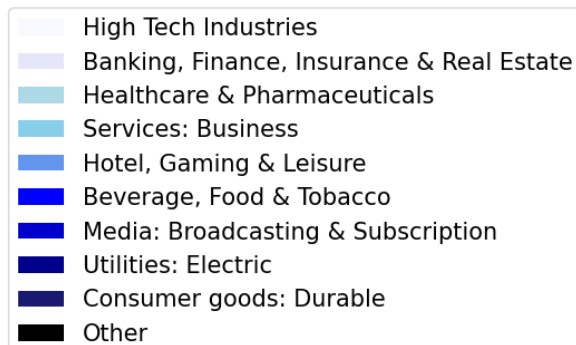 High Tech Industries
Banking, Finance, Insurance & Real Estate
Healthcare & Pharmaceuticals
Services: Business
Hotel, Gaming & Leisure
Beverage, Food & Tobacco
Media: Broadcasting & Subscription
Utilities: Electric
Consumer goods: Durable
Other